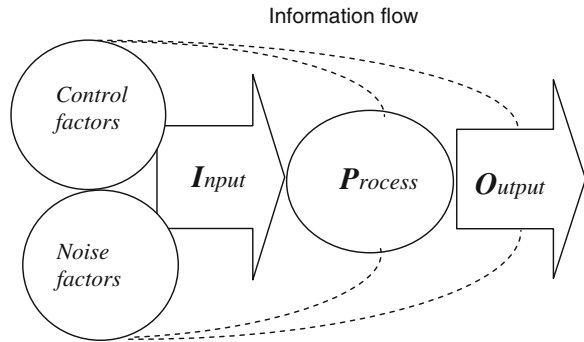 Information flow
Control
factors
Input
Process
Output
Noise
factors